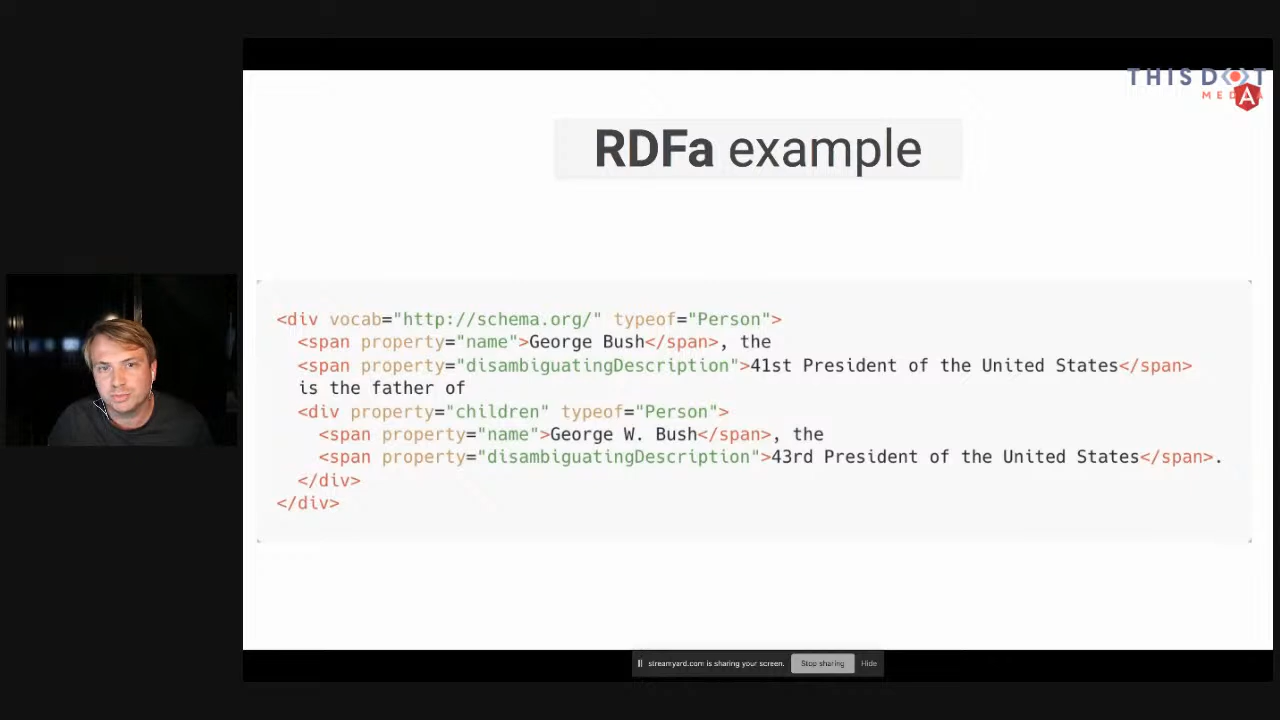 THIS DOT
MEDIA
RDFa example
<div vocab="http://schema.org/" typeof="Person">
<span property="name">George Bush</span>, the
<span property="disambiguatingDescription">41st President of the United States</span>
is the father of
<div property="children" typeof="Person">
<span property="name">George W. Bush</span>, the
<span property="disambiguatingDescription">43rd President of the United States</span>.
</div>
</div>
streamyard.com is sharing your screen. Stop sharing Hide